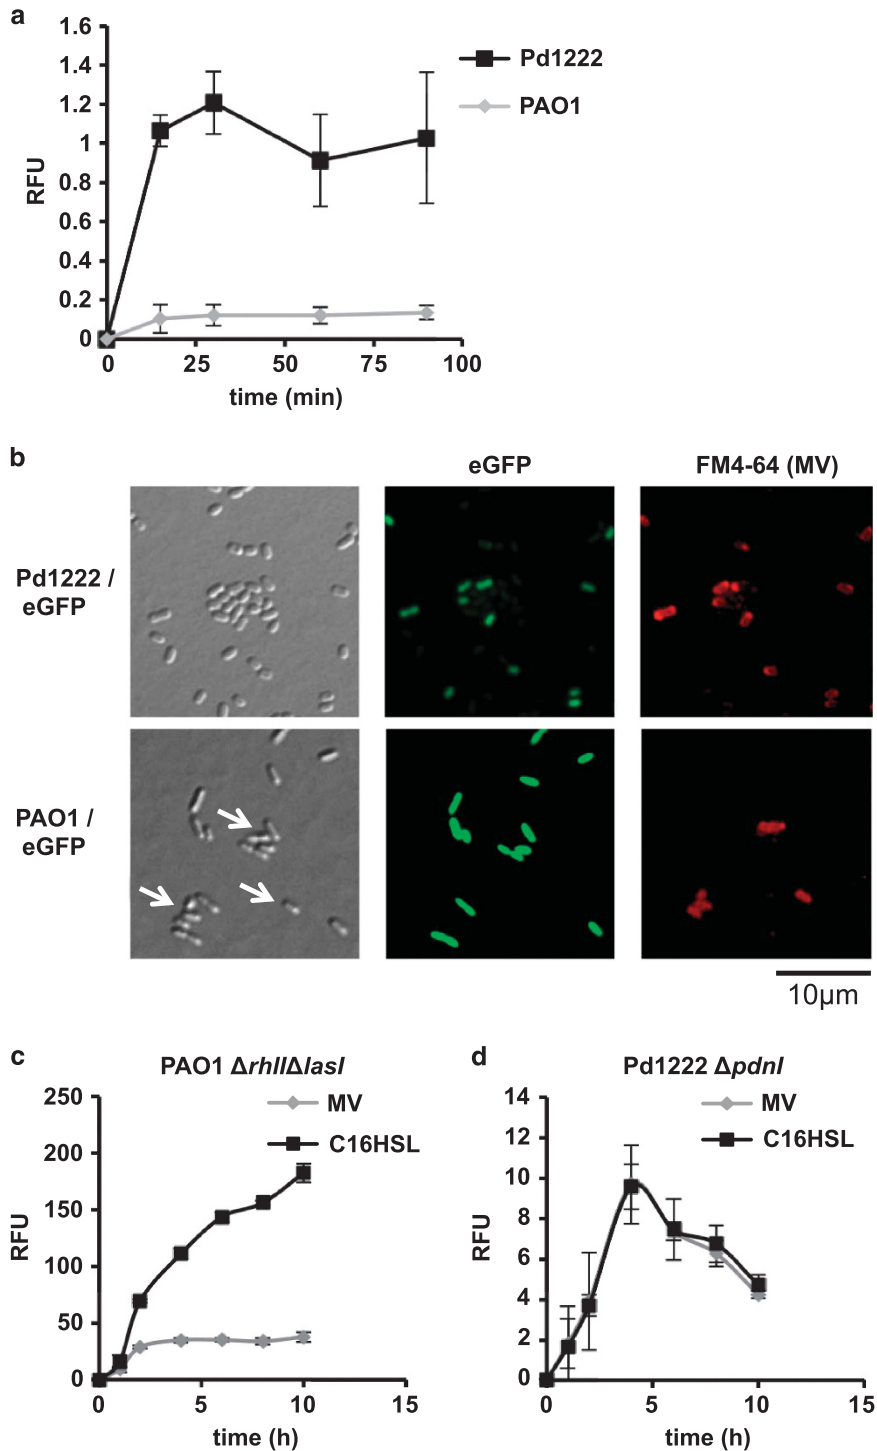 a
1.6
1.4
1.2
1
0.8
0.6
0.4
0.2
0
RFU
0 25 50 75 100
time (min)
Pd1222
PAO1
b
eGFP FM4-64 (MV)
Pd1222 /
eGFP
PAO1 /
eGFP
10μm
c
PAO1 ΔrhlIΔlasI
250
200
150
100
50
0
RFU
0 5 10 15
time (h)
MV
C16HSL
d
Pd1222 ΔpdnI
14
12
10
8
6
4
2
0
RFU
0 5 10 15
time (h)
MV
C16HSL